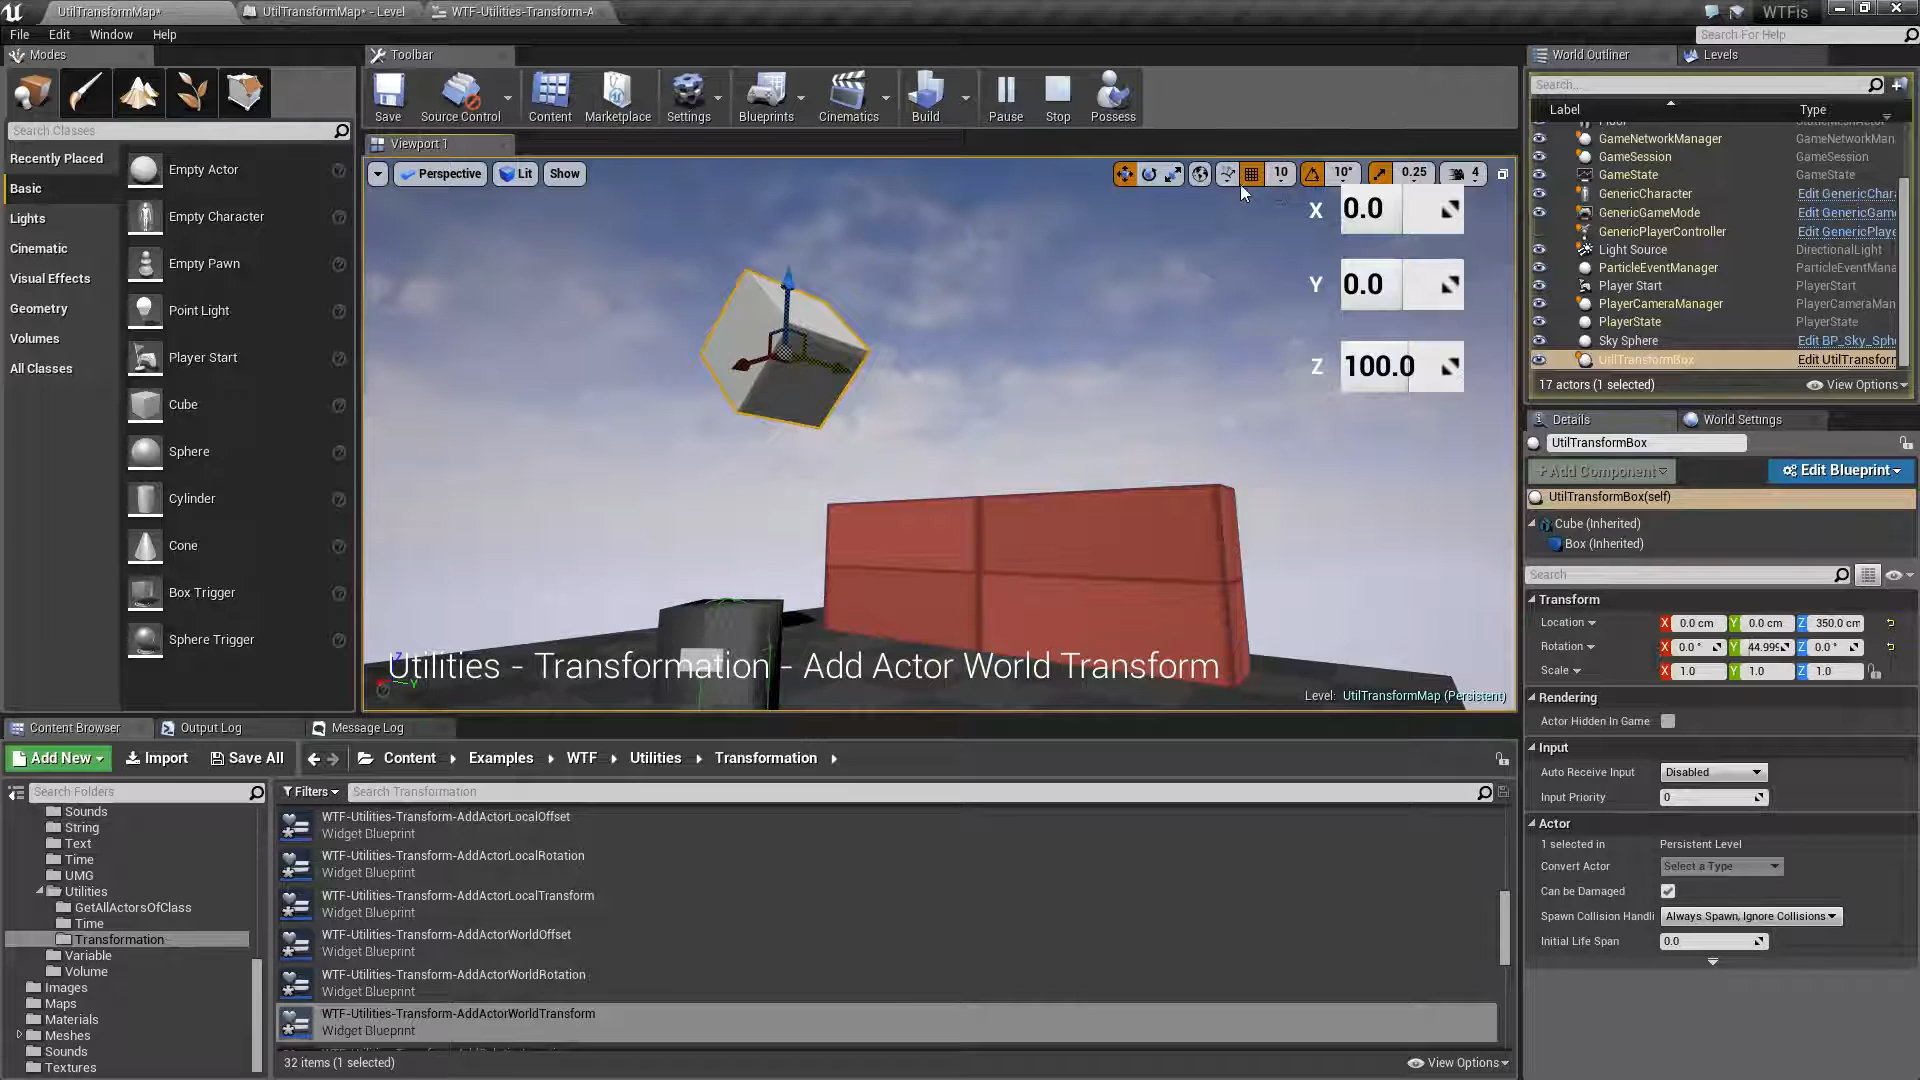 UtilTransformMap*
UtilTransformMap* - Level
WTF-Utilities-Transform-A
WTFis
File Edit Window Help
Search For Help
Modes
Toolbar
World Outliner
Levels
Save
Source Control
Content
Marketplace
Settings
Blueprints
Cinematics
Build
Pause
Stop
Possess
Search Classes
Viewport 1
Recently Placed
Basic
Lights
Cinematic
Visual Effects
Geometry
Volumes
All Classes
Empty Actor
Empty Character
Empty Pawn
Point Light
Player Start
Cube
Sphere
Cylinder
Cone
Box Trigger
Sphere Trigger
Perspective
Lit
Show
10
10°
0.25
4
X 0.0
Y 0.0
Z 100.0
Utilities - Transformation - Add Actor World Transform
Level: UtilTransformMap (Persistent)
Search...
Label Type
GameNetworkManager GameNetworkMan
GameSession GameSession
GameState GameState
GenericCharacter Edit GenericChar
GenericGameMode Edit GenericGam
GenericPlayerController Edit GenericPlaye
Light Source DirectionalLight
ParticleEventManager ParticleEventMana
Player Start PlayerStart
PlayerCameraManager PlayerCameraMan
PlayerState PlayerState
Sky Sphere Edit BP_Sky_Sph
UtilTransformBox Edit UtilTransfor
17 actors (1 selected)
View Options
Details
World Settings
UtilTransformBox
+ Add Component
Edit Blueprint
UtilTransformBox(self)
Cube (Inherited)
Box (Inherited)
Search
Transform
Location X 0.0 cm Y 0.0 cm Z 350.0 cm
Rotation X 0.0 ° Y 44.999 Z 0.0 °
Scale X 1.0 Y 1.0 Z 1.0
Rendering
Actor Hidden In Game
Input
Auto Receive Input Disabled
Input Priority 0
Actor
1 selected in Persistent Level
Convert Actor Select a Type
Can be Damaged
Spawn Collision Handli Always Spawn, Ignore Collisions
Initial Life Span 0.0
Content Browser
Output Log
Message Log
Add New
Import
Save All
Content
Examples
WTF
Utilities
Transformation
Search Folders
Filters
Search Transformation
Sounds
String
Text
Time
UMG
Utilities
GetAllActorsOfClass
Time
Transformation
Variable
Volume
Images
Maps
Materials
Meshes
Sounds
Textures
WTF-Utilities-Transform-AddActorLocalOffset
Widget Blueprint
WTF-Utilities-Transform-AddActorLocalRotation
Widget Blueprint
WTF-Utilities-Transform-AddActorLocalTransform
Widget Blueprint
WTF-Utilities-Transform-AddActorWorldOffset
Widget Blueprint
WTF-Utilities-Transform-AddActorWorldRotation
Widget Blueprint
WTF-Utilities-Transform-AddActorWorldTransform
Widget Blueprint
32 items (1 selected)
View Options